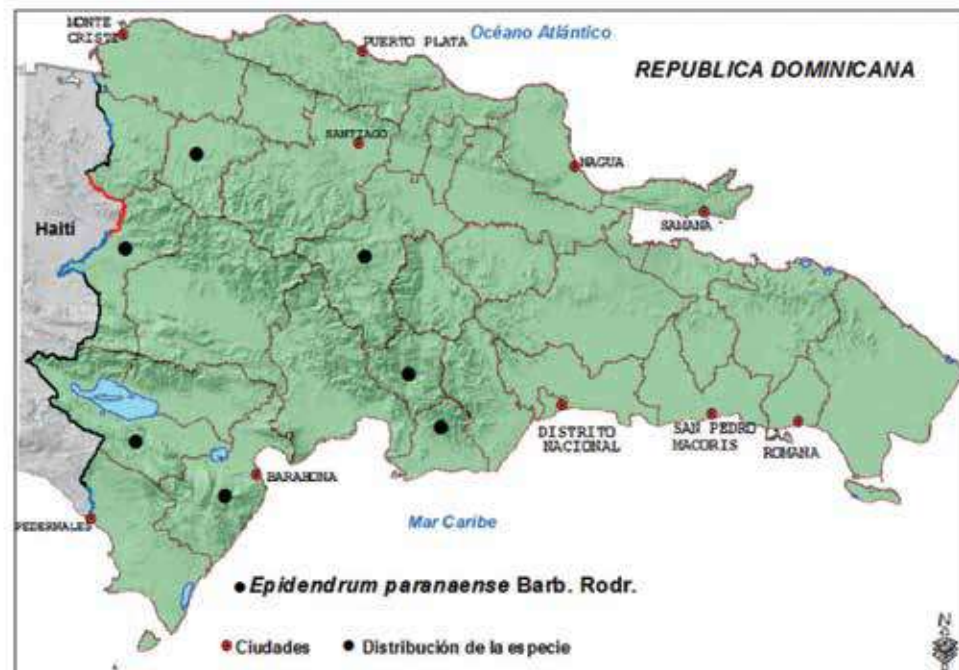 MONTE
CRISTI
Océano Atlántico
PUERTO PLATA
REPUBLICA DOMINICANA
SANTIAGO
NAGUA
SAMANA
Haití
DISTRITO
NACIONAL
SAN PEDRO
MACORIS
LA
ROMANA
BARAHONA
PEDERNALES
Mar Caribe
Epidendrum paranaense Barb. Rodr.
Ciudades
Distribución de la especie
N